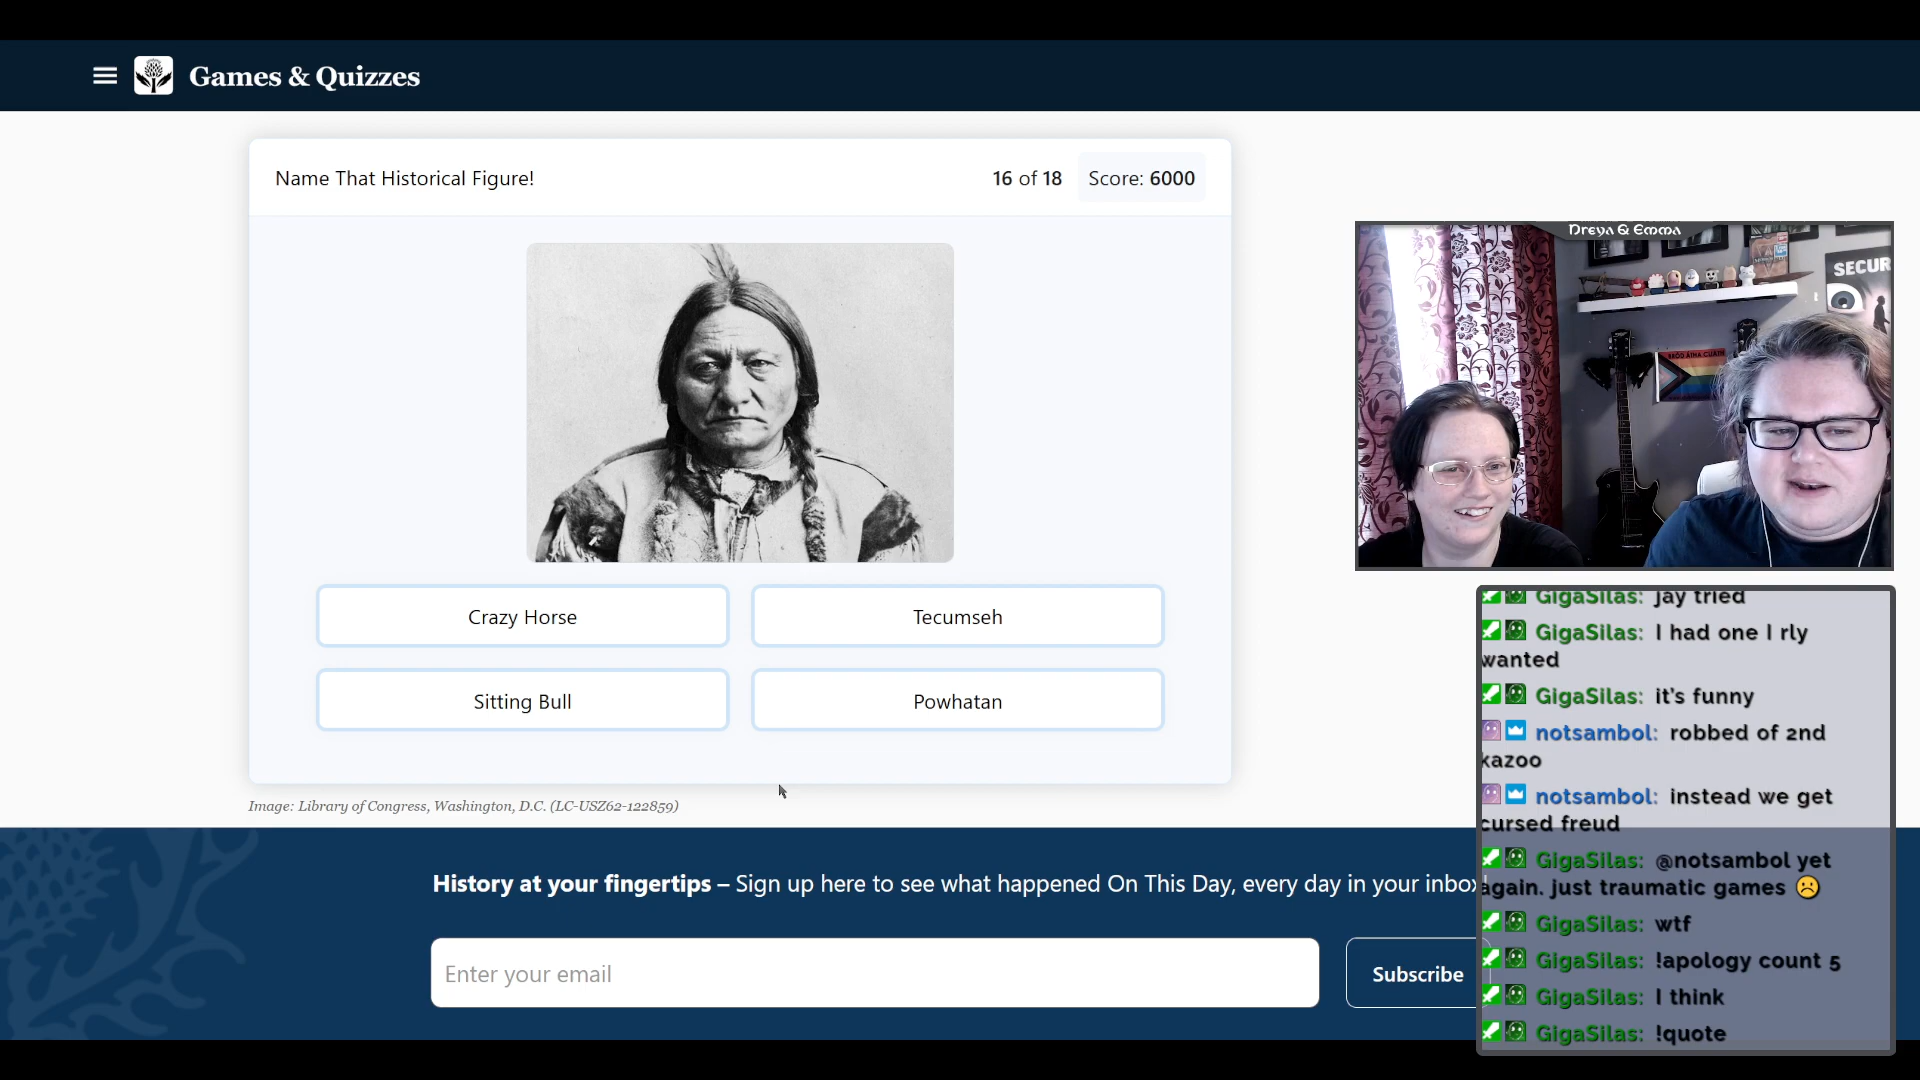 Games & Quizzes
Name That Historical Figure!
16 of 18
Score: 6000
Crazy Horse
Tecumseh
Sitting Bull
Powhatan
Image: Library of Congress, Washington, D.C. (LC-USZ62-122859)
History at your fingertips – Sign up here to see what happened On This Day, every day in your inbox
Enter your email
Subscribe
Dreya & Emma
SECUR
BRÓD ÁTHA CLIATH
GigaSilas: jay tried
GigaSilas: I had one I rly
wanted
GigaSilas: it's funny
notsambol: robbed of 2nd
kazoo
notsambol: instead we get
cursed freud
GigaSilas: @notsambol yet
again. just traumatic games ☹️
GigaSilas: wtf
GigaSilas: !apology count 5
GigaSilas: I think
GigaSilas: !quote